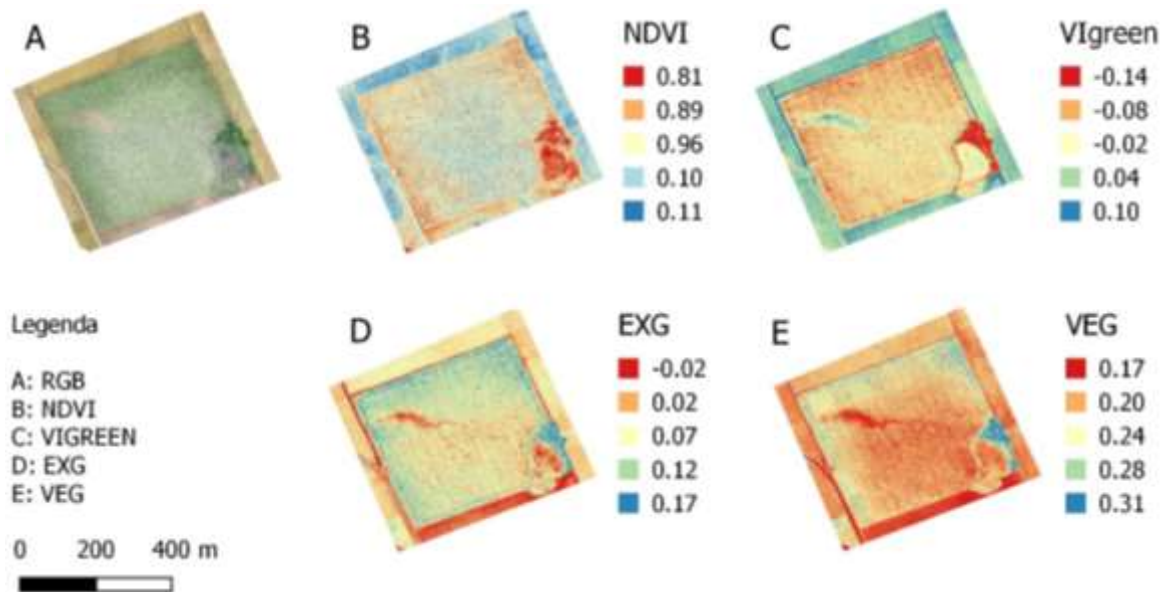 A
B
NDVI
0.81
0.89
0.96
0.10
0.11
C
VIgreen
-0.14
-0.08
-0.02
0.04
0.10
Legenda
A: RGB
B: NDVI
C: VIGREEN
D: EXG
E: VEG
0 200 400 m
D
EXG
-0.02
0.02
0.07
0.12
0.17
E
VEG
0.17
0.20
0.24
0.28
0.31